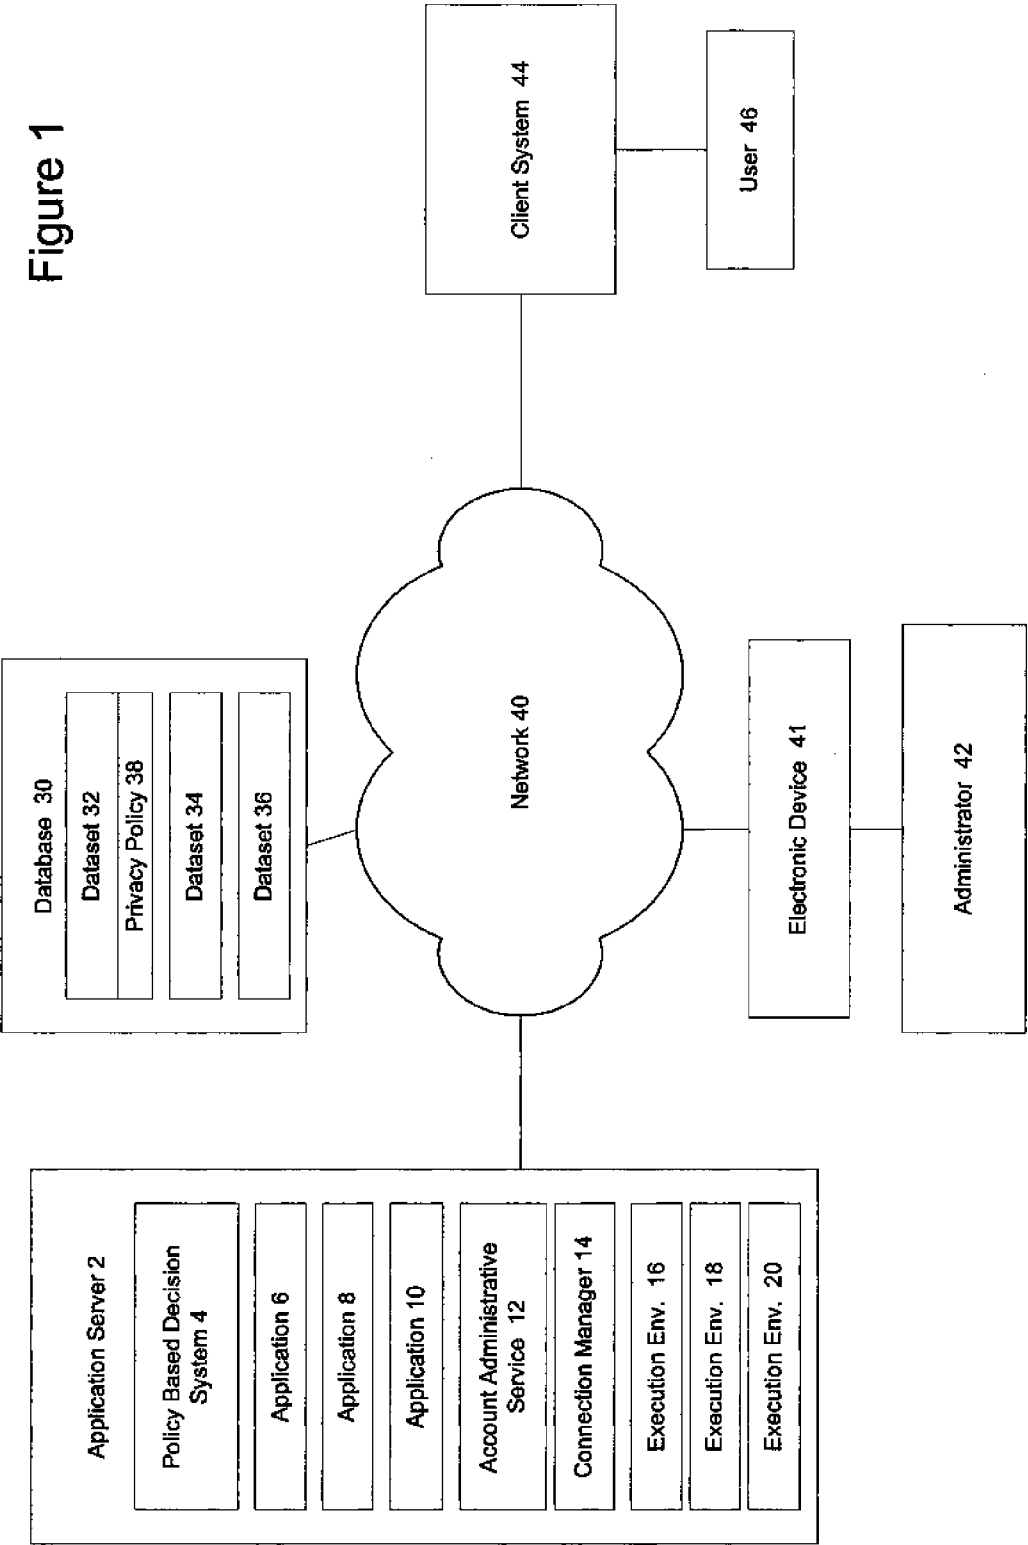 Figure 1
Application Server 2
Policy Based Decision
System 4
Application 6
Application 8
Application 10
Account Administrative
Service 12
Connection Manager 14
Execution Env. 16
Execution Env. 18
Execution Env. 20
Database 30
Dataset 32
Privacy Policy 38
Dataset 34
Dataset 36
Network 40
Electronic Device 41
Administrator 42
Client System 44
User 46